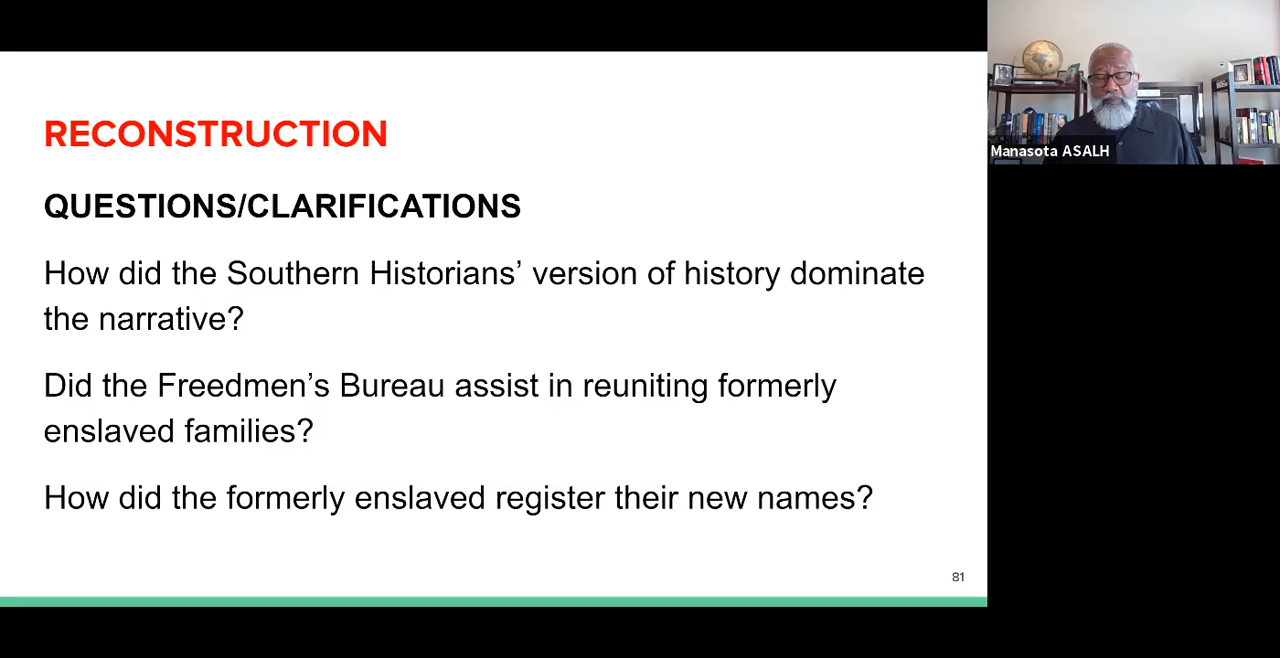 RECONSTRUCTION
QUESTIONS/CLARIFICATIONS
How did the Southern Historians’ version of history dominate
the narrative?
Did the Freedmen’s Bureau assist in reuniting formerly
enslaved families?
How did the formerly enslaved register their new names?
81
Manasota ASALH